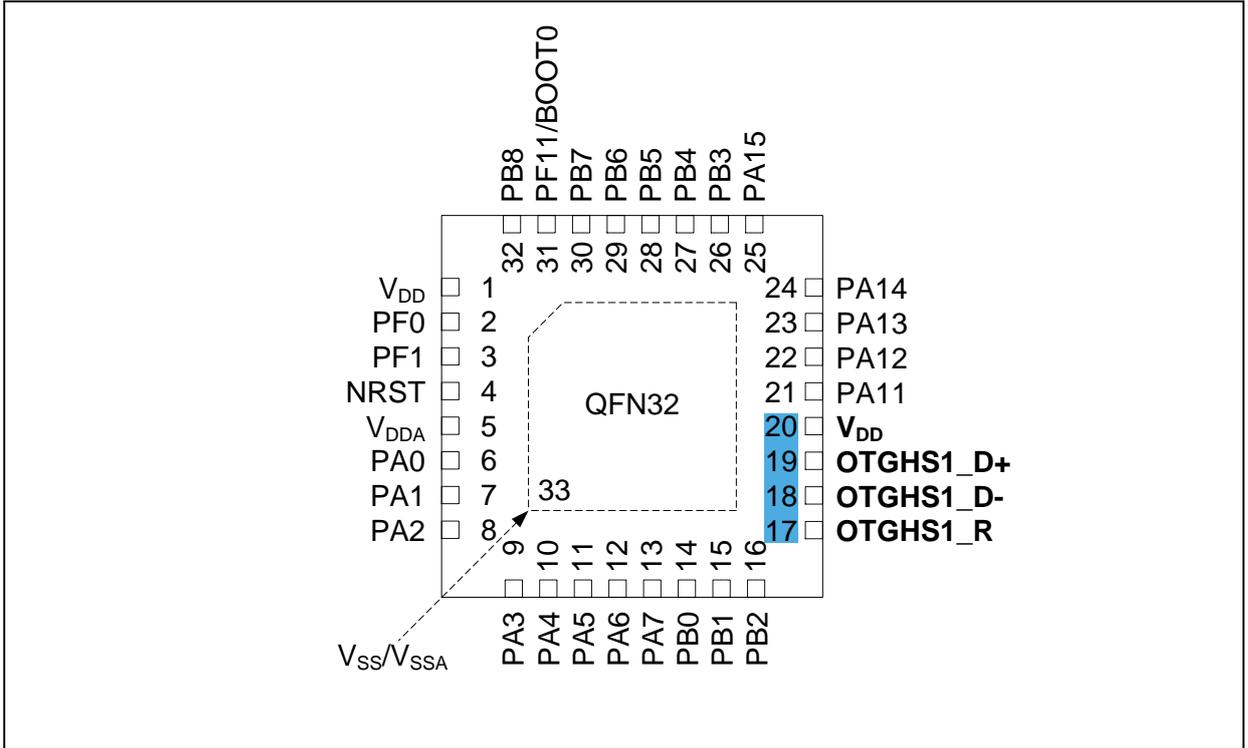 PB8
PF11/BOOT0
PB7
PB6
PB5
PB4
PB3
PA15
32
31
30
29
28
27
26
25
VDD 1
PF0 2
PF1 3
NRST 4
VDDA 5
PA0 6
PA1 7
PA2 8
24 PA14
23 PA13
22 PA12
21 PA11
20 VDD
19 OTGHS1_D+
18 OTGHS1_D-
17 OTGHS1_R
QFN32
33
9
10
11
12
13
14
15
16
PA3
PA4
PA5
PA6
PA7
PB0
PB1
PB2
VSS/VSSA